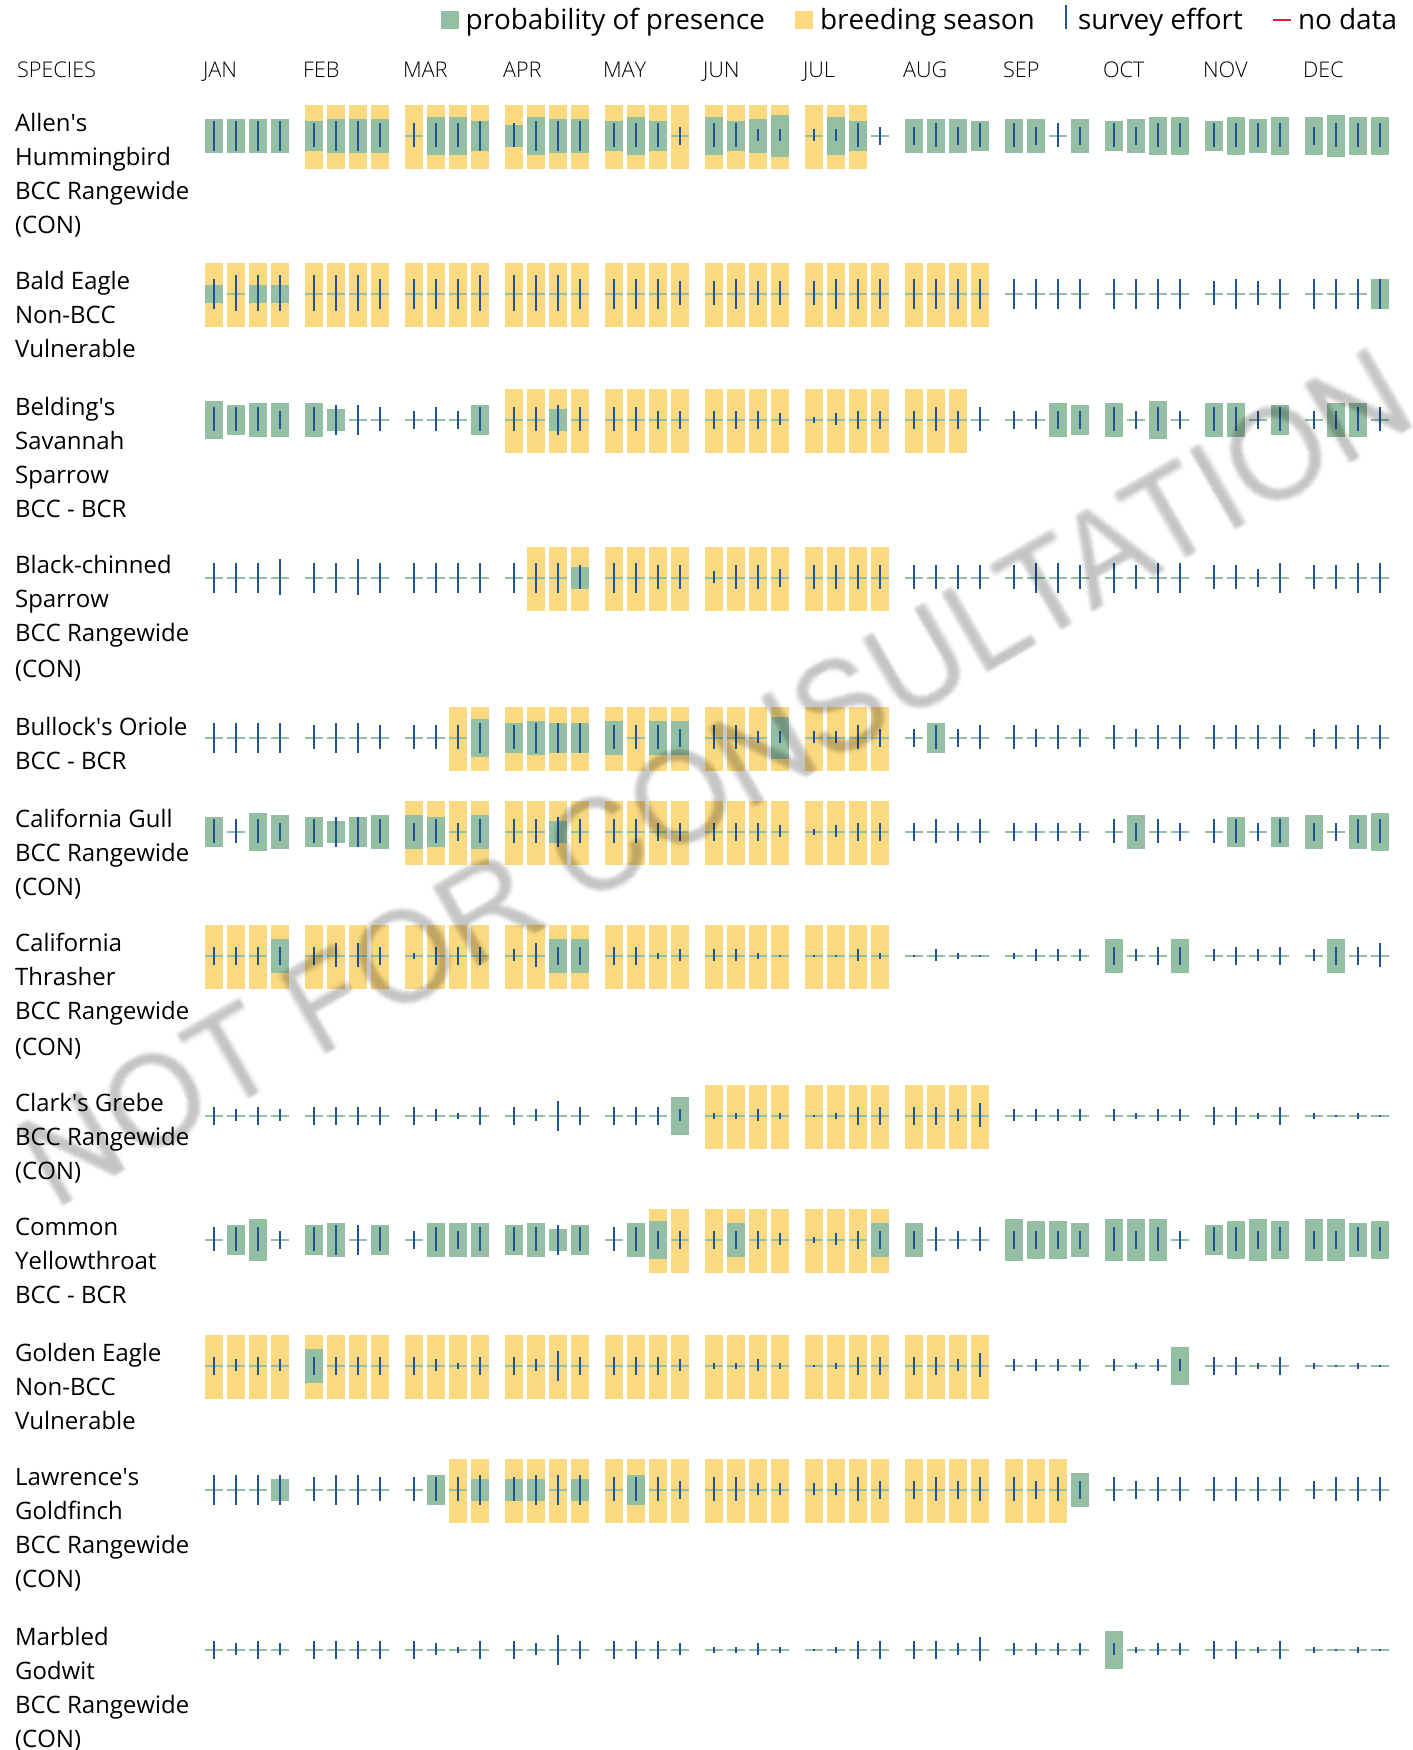 probability of presence breeding season survey effort no data
SPECIES JAN FEB MAR APR MAY JUN JUL AUG SEP OCT NOV DEC
Allen's
Hummingbird
BCC Rangewide
(CON)
Bald Eagle
Non-BCC
Vulnerable
Belding's
Savannah
Sparrow
BCC - BCR
Black-chinned
Sparrow
BCC Rangewide
(CON)
Bullock's Oriole
BCC - BCR
California Gull
BCC Rangewide
(CON)
California
Thrasher
BCC Rangewide
(CON)
Clark's Grebe
BCC Rangewide
(CON)
Common
Yellowthroat
BCC - BCR
Golden Eagle
Non-BCC
Vulnerable
Lawrence's
Goldfinch
BCC Rangewide
(CON)
Marbled
Godwit
BCC Rangewide
(CON)
NOT FOR CONSULTATION